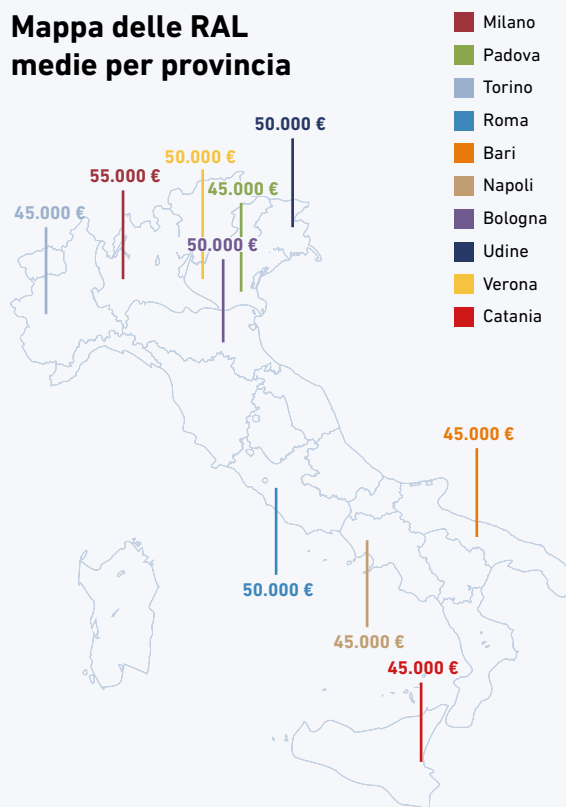 Mappa delle RAL
medie per provincia
Milano
Padova
Torino
Roma
Bari
Napoli
Bologna
Udine
Verona
Catania
50.000 €
50.000 €
55.000 €
45.000 €
45.000 €
50.000 €
45.000 €
50.000 €
45.000 €
45.000 €